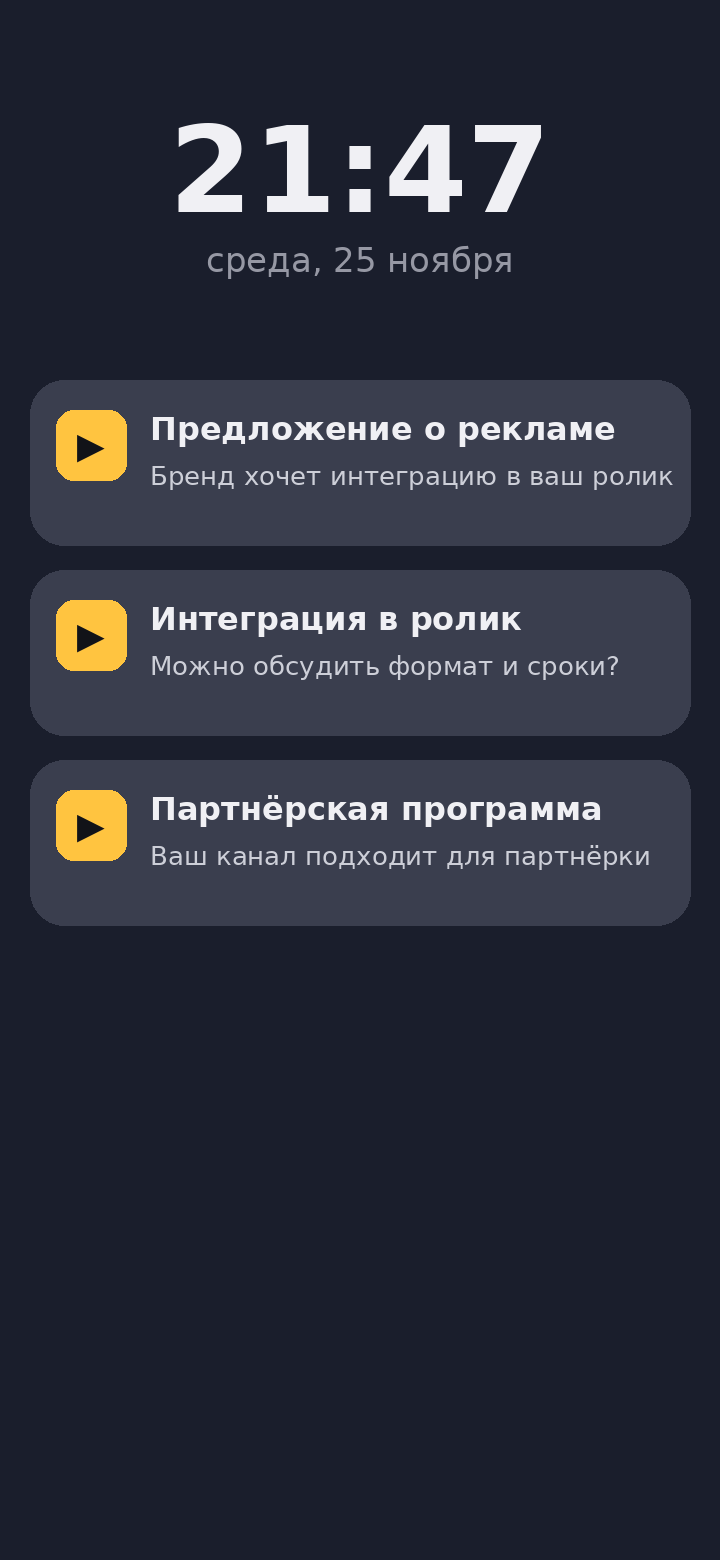 21:47
среда, 25 ноября
Предложение о рекламе
Бренд хочет интеграцию в ваш ролик
Интеграция в ролик
Можно обсудить формат и сроки?
Партнёрская программа
Ваш канал подходит для партнёрки